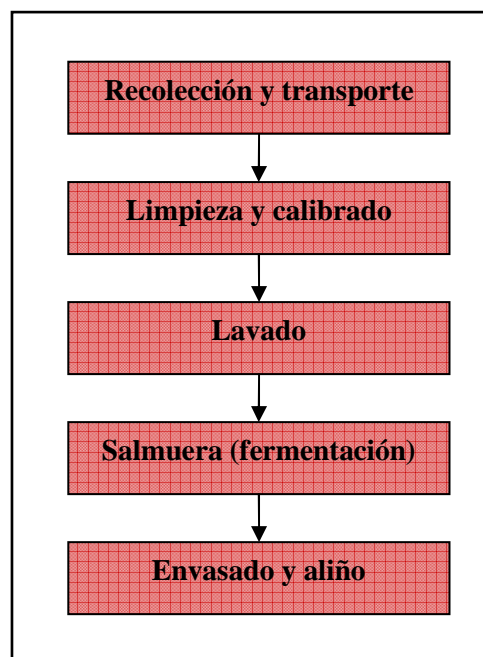 Recolección y transporte
Limpieza y calibrado
Lavado
Salmuera (fermentación)
Envasado y aliño